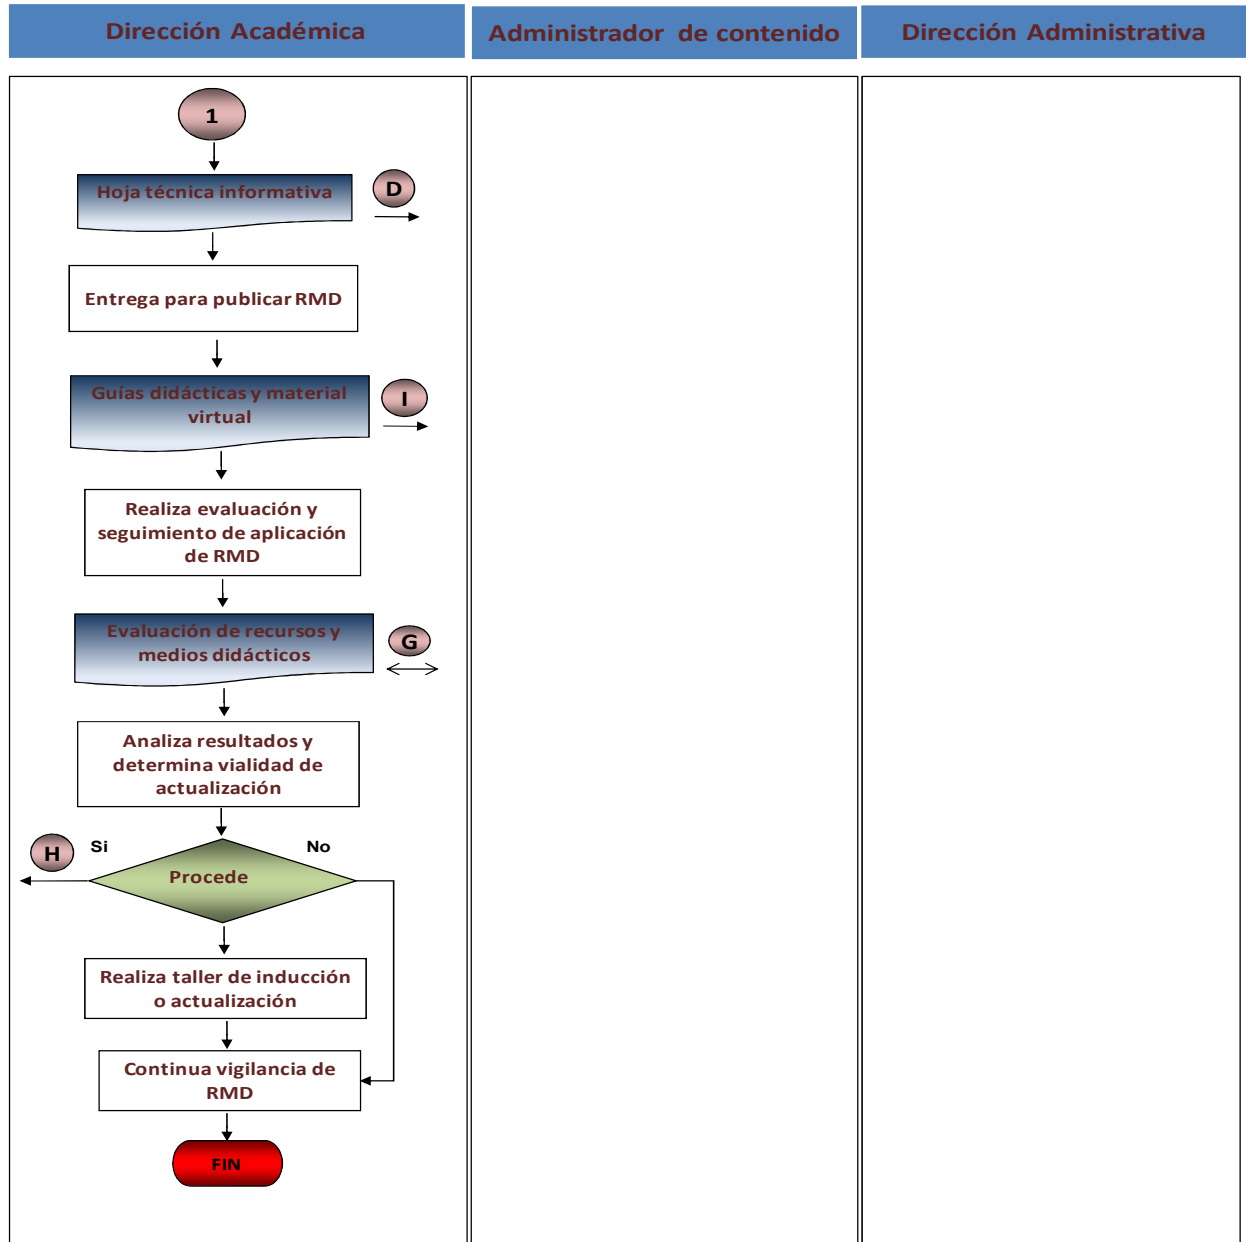 Dirección Académica
Administrador de contenido
Dirección Administrativa
1
Hoja técnica informativa
D
Entrega para publicar RMD
Guías didácticas y material
virtual
I
Realiza evaluación y
seguimiento de aplicación
de RMD
Evaluación de recursos y
medios didácticos
G
Analiza resultados y
determina vialidad de
actualización
H
Si
No
Procede
Realiza taller de inducción
o actualización
Continua vigilancia de
RMD
FIN